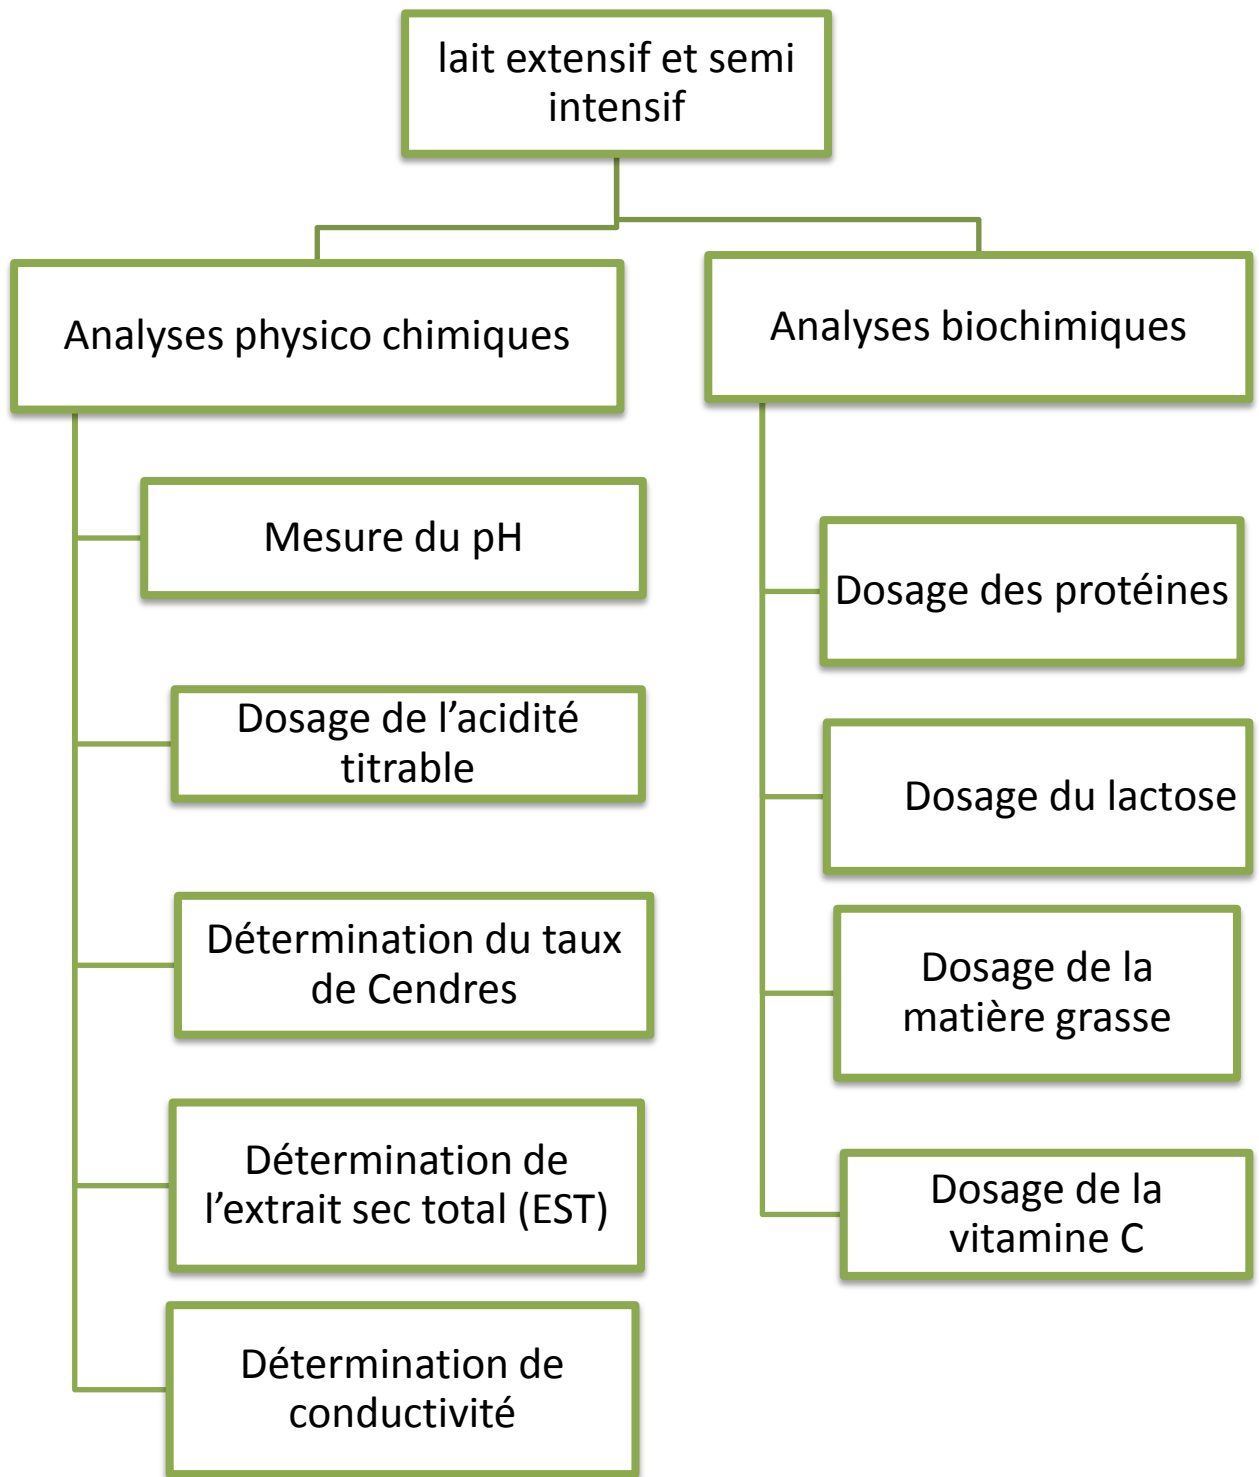 lait extensif et semi
intensif
Analyses physico chimiques
Mesure du pH
Dosage de l’acidité
titrable
Détermination du taux
de Cendres
Détermination de
l’extrait sec total (EST)
Détermination de
conductivité
Analyses biochimiques
Dosage des protéines
Dosage du lactose
Dosage de la
matière grasse
Dosage de la
vitamine C